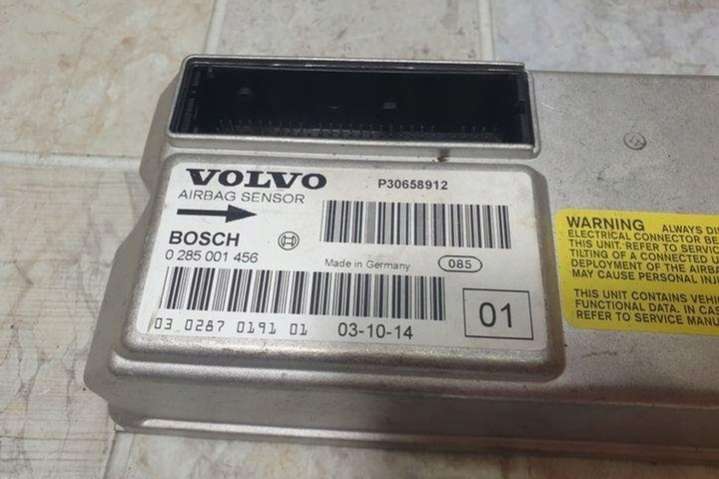 VOLVO
P30658912
AIRBAG SENSOR
BOSCH
0 285 001 456
Made in Germany
085
03 0287 0191 01
03-10-14
01
WARNING ALWAYS
ELECTRICAL CONNECTOR
THIS UNIT. REFER TO SERVICE
TILTING OF A CONNECTED
DEPLOYMENT OF THE
MAY CAUSE PERSONAL
THIS UNIT CONTAINS
FUNCTIONAL DATA. IN
REFER TO SERVICE